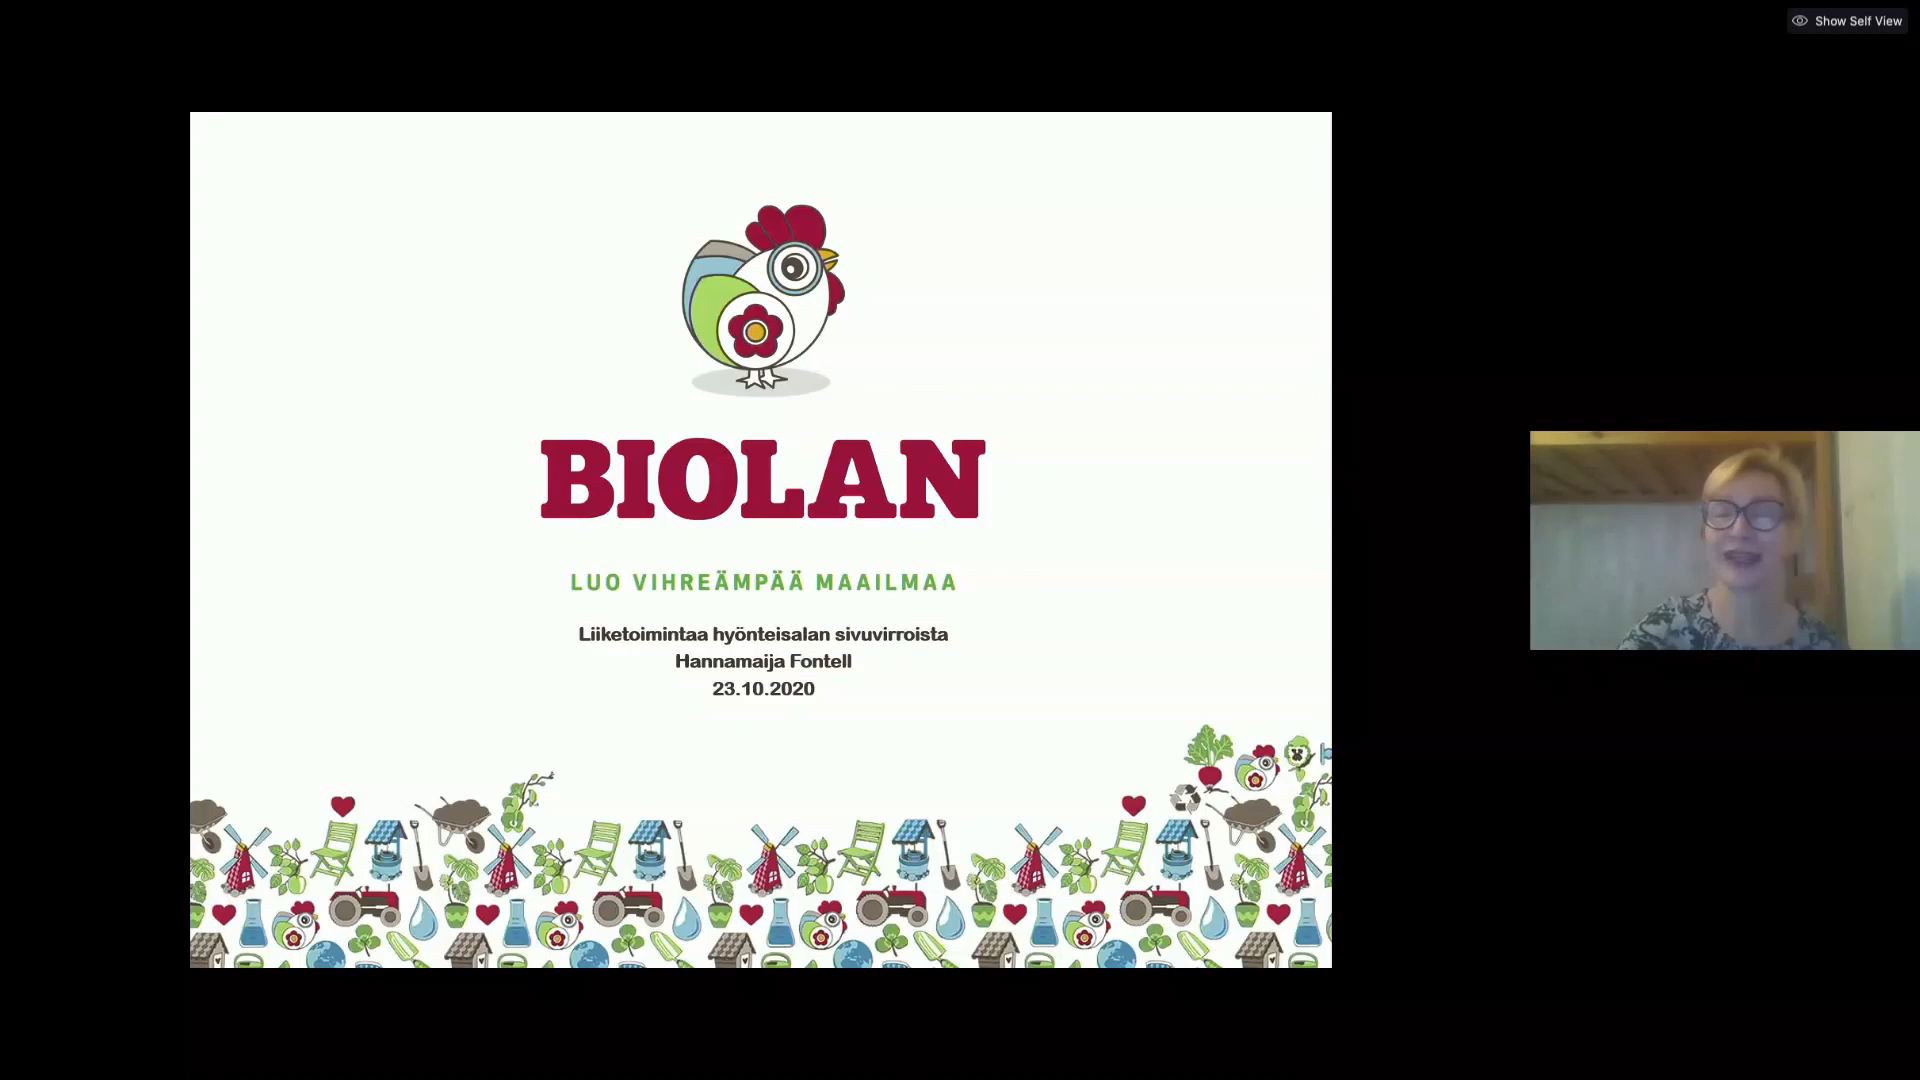 Show Self View
BIOLAN
LUO VIHREÄMPÄÄ MAAILMAA
Liiketoimintaa hyönteisalan sivuvirroista
Hannamaija Fontell
23.10.2020